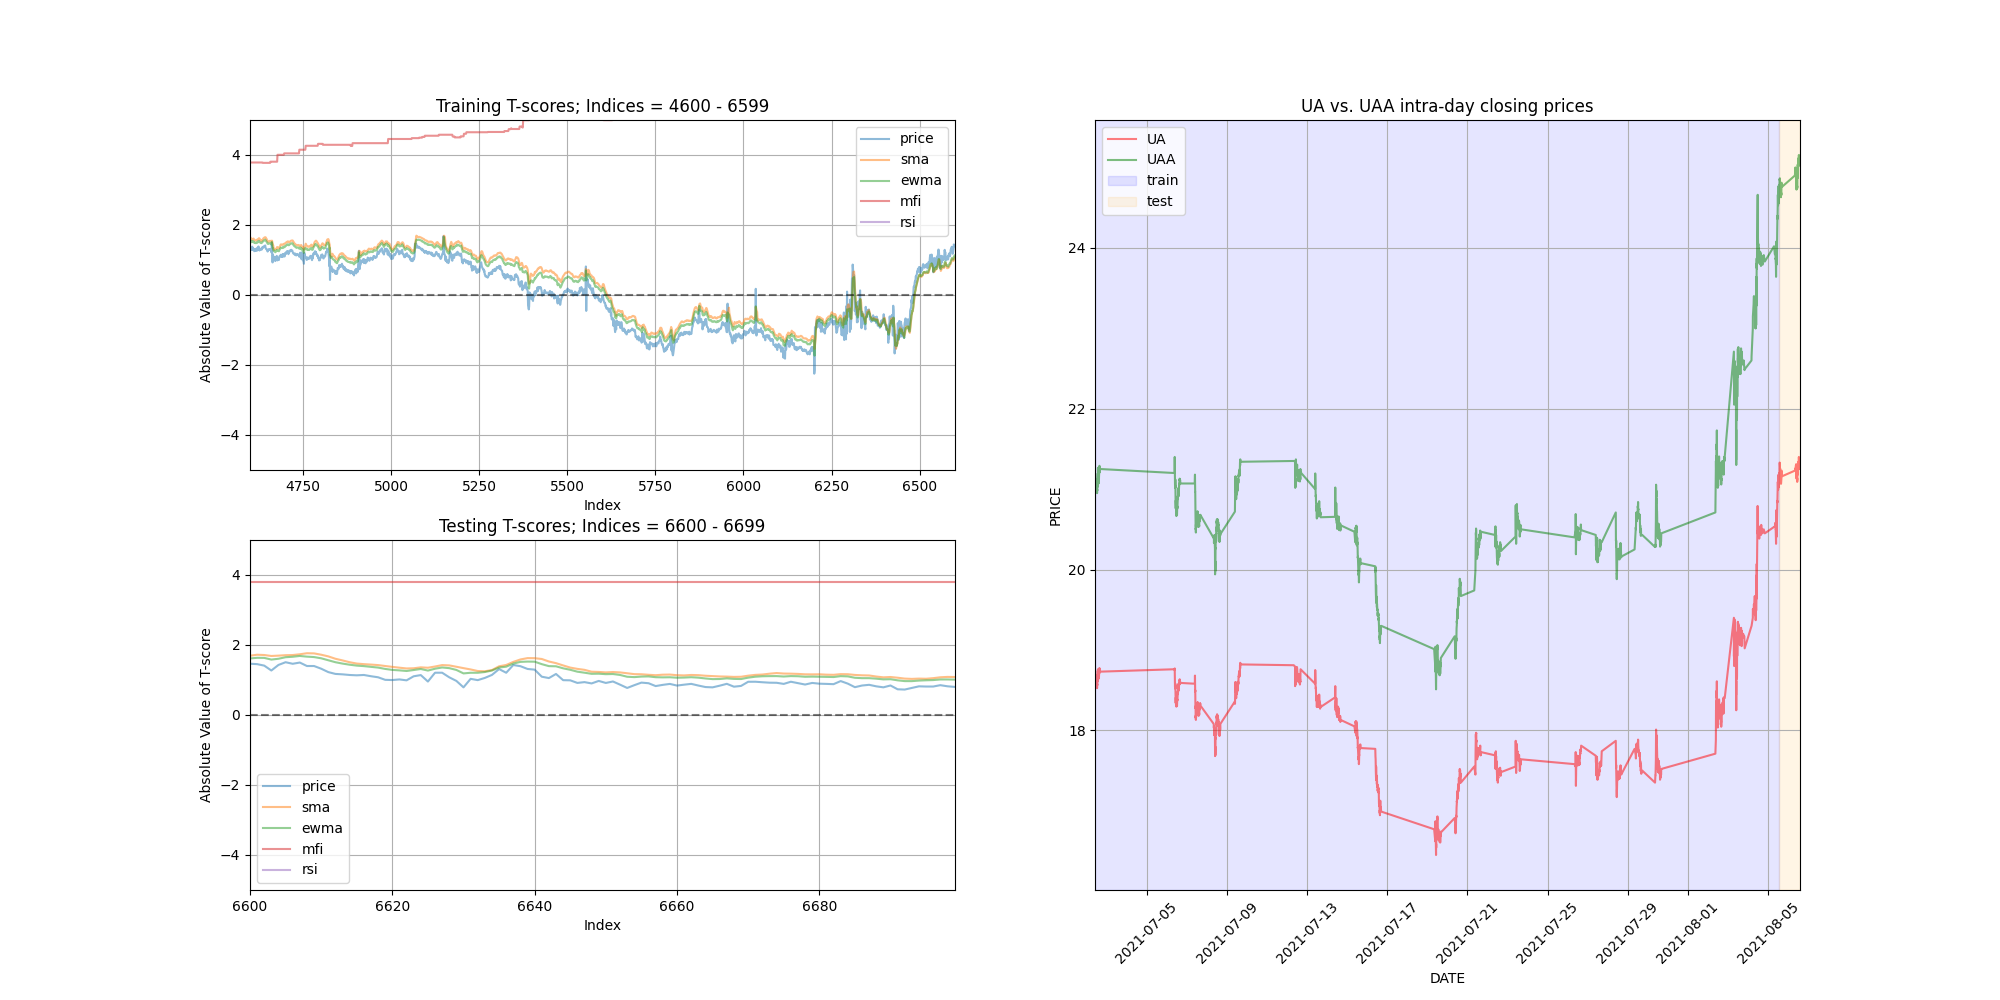 Training T-scores; Indices = 4600 - 6599
Absolute Value of T-score
4
2
0
−2
−4
price
sma
ewma
mfi
rsi
4750 5000 5250 5500 5750 6000 6250 6500
Index
Testing T-scores; Indices = 6600 - 6699
Absolute Value of T-score
4
2
0
−2
−4
price
sma
ewma
mfi
rsi
6600 6620 6640 6660 6680
Index
UA vs. UAA intra-day closing prices
UA
UAA
train
test
PRICE
24
22
20
18
2021-07-05 2021-07-09 2021-07-13 2021-07-17 2021-07-21 2021-07-25 2021-07-29 2021-08-01 2021-08-05
DATE